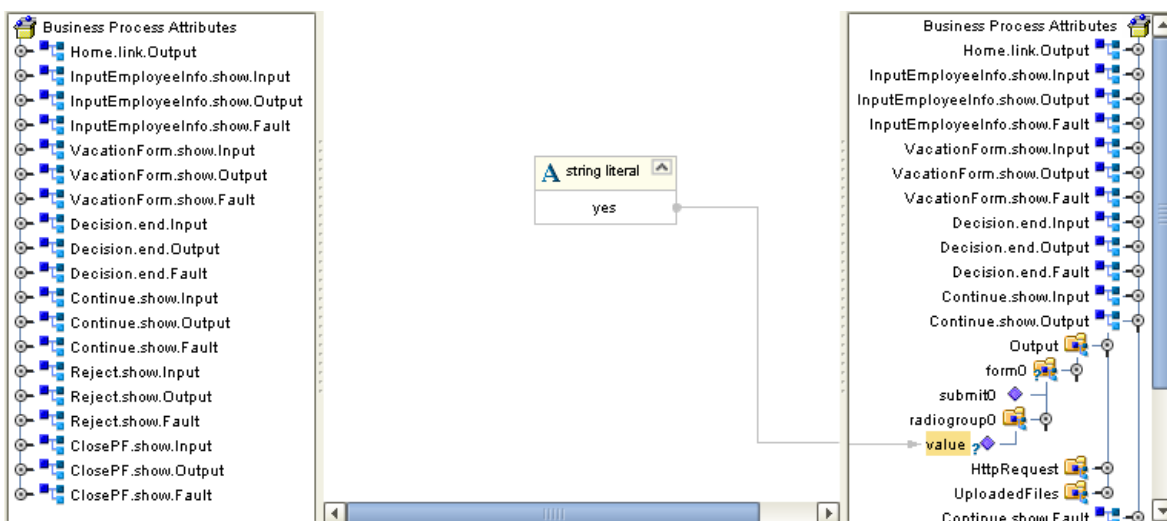 Business Process Attributes
Home.link.Output
InputEmployeeInfo.show.Input
InputEmployeeInfo.show.Output
InputEmployeeInfo.show.Fault
VacationForm.show.Input
VacationForm.show.Output
VacationForm.show.Fault
Decision.end.Input
Decision.end.Output
Decision.end.Fault
Continue.show.Input
Continue.show.Output
Continue.show.Fault
Reject.show.Input
Reject.show.Output
Reject.show.Fault
ClosePF.show.Input
ClosePF.show.Output
ClosePF.show.Fault
A string literal
yes
Business Process Attributes
Home.link.Output
InputEmployeeInfo.show.Input
InputEmployeeInfo.show.Output
InputEmployeeInfo.show.Fault
VacationForm.show.Input
VacationForm.show.Output
VacationForm.show.Fault
Decision.end.Input
Decision.end.Output
Decision.end.Fault
Continue.show.Input
Continue.show.Output
Output
form0
submit0
radiogroup0
value
HttpRequest
UploadedFiles
Continue.show.Fault